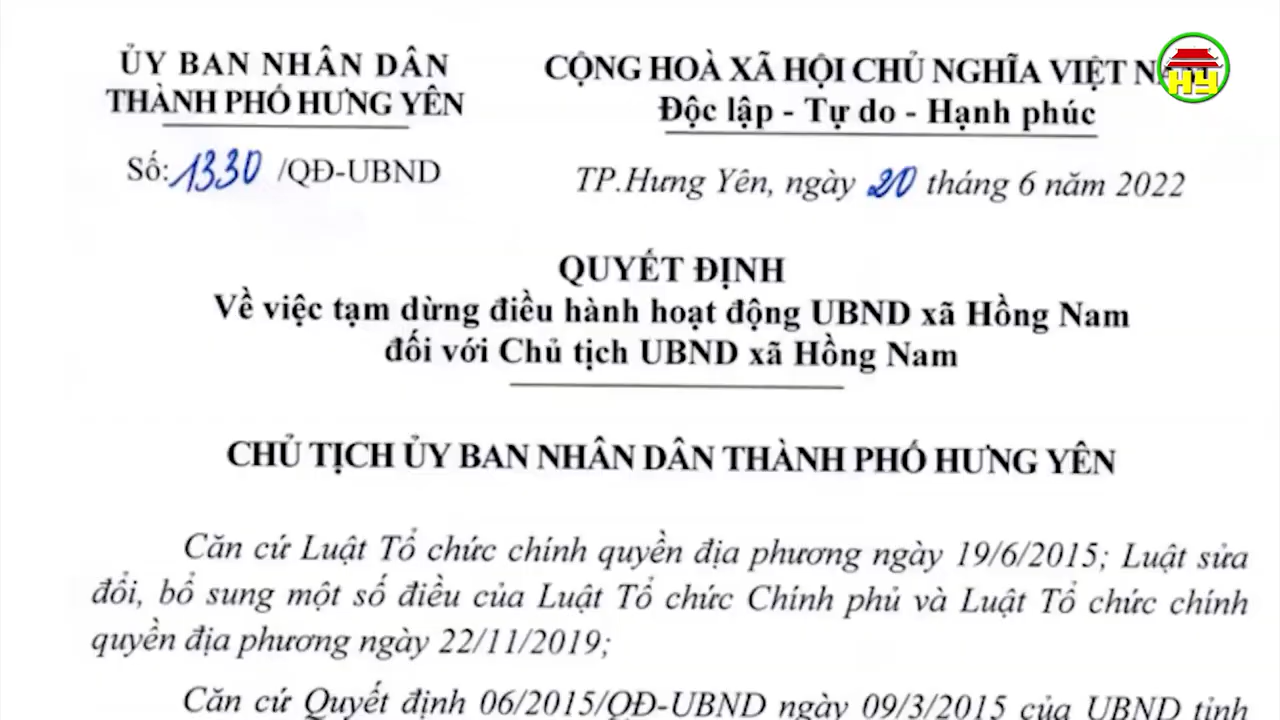 ỦY BAN NHÂN DÂN
THÀNH PHỐ HƯNG YÊN
Số: 1330 /QĐ-UBND
CỘNG HOÀ XÃ HỘI CHỦ NGHĨA VIỆT
Độc lập - Tự do - Hạnh phúc
TP.Hưng Yên, ngày 20 tháng 6 năm 2022
HY
QUYẾT ĐỊNH
Về việc tạm dừng điều hành hoạt động UBND xã Hồng Nam
đối với Chủ tịch UBND xã Hồng Nam
CHỦ TỊCH ỦY BAN NHÂN DÂN THÀNH PHỐ HƯNG YÊN
Căn cứ Luật Tổ chức chính quyền địa phương ngày 19/6/2015; Luật sửa
đổi, bổ sung một số điều của Luật Tổ chức Chính phủ và Luật Tổ chức chính
quyền địa phương ngày 22/11/2019;
Căn cứ Quyết định 06/2015/QĐ-UBND ngày 09/3/2015 của UBND tỉnh